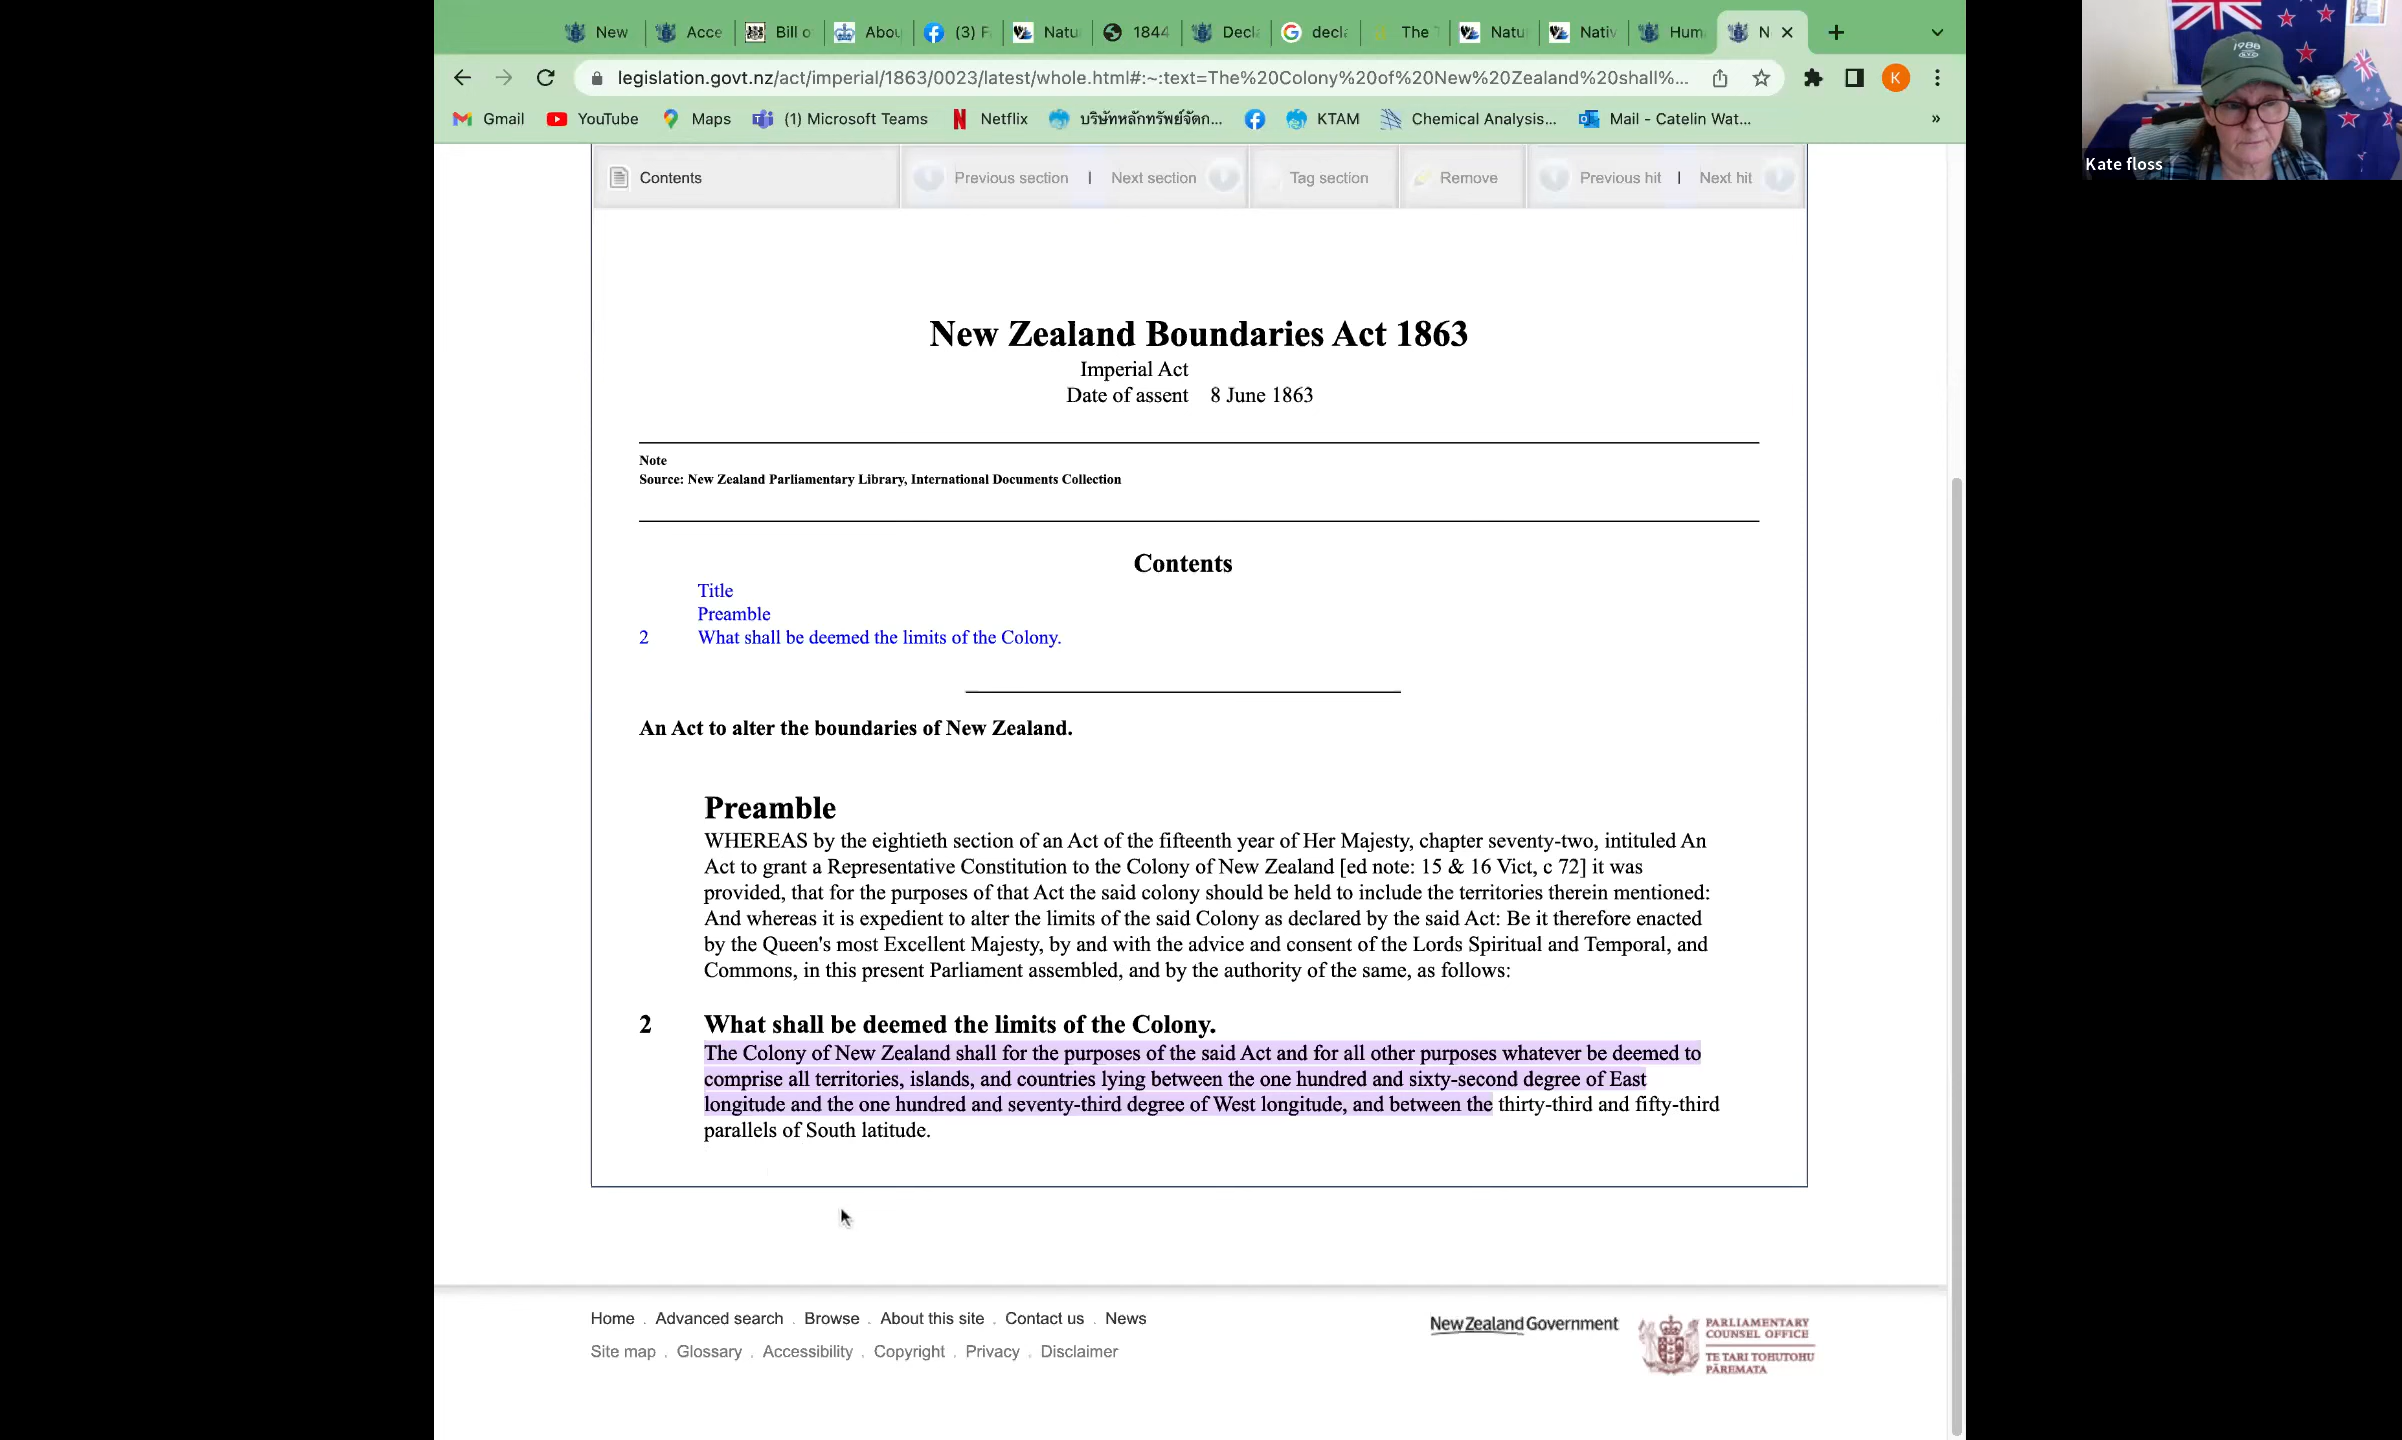 New
Acce
Bill o
Abou
(3) F
Natu
1844
Decl
decla
The
Natu
Nativ
Hum
N
legislation.govt.nz/act/imperial/1863/0023/latest/whole.html#:~:text=The%20Colony%20of%20New%20Zealand%20shall%...
K
Gmail
YouTube
Maps
(1) Microsoft Teams
Netflix
บริษัทหลักทรัพย์จัดก...
KTAM
Chemical Analysis...
Mail - Catelin Wat...
»
1986
Kate floss
Contents
Previous section | Next section
Tag section
Remove
Previous hit | Next hit
New Zealand Boundaries Act 1863
Imperial Act
Date of assent 8 June 1863
Note
Source: New Zealand Parliamentary Library, International Documents Collection
Contents
Title
Preamble
2 What shall be deemed the limits of the Colony.
An Act to alter the boundaries of New Zealand.
Preamble
WHEREAS by the eightieth section of an Act of the fifteenth year of Her Majesty, chapter seventy-two, intituled An
Act to grant a Representative Constitution to the Colony of New Zealand [ed note: 15 & 16 Vict, c 72] it was
provided, that for the purposes of that Act the said colony should be held to include the territories therein mentioned:
And whereas it is expedient to alter the limits of the said Colony as declared by the said Act: Be it therefore enacted
by the Queen's most Excellent Majesty, by and with the advice and consent of the Lords Spiritual and Temporal, and
Commons, in this present Parliament assembled, and by the authority of the same, as follows:
2 What shall be deemed the limits of the Colony.
The Colony of New Zealand shall for the purposes of the said Act and for all other purposes whatever be deemed to
comprise all territories, islands, and countries lying between the one hundred and sixty-second degree of East
longitude and the one hundred and seventy-third degree of West longitude, and between the thirty-third and fifty-third
parallels of South latitude.
Home . Advanced search . Browse . About this site . Contact us . News
Site map . Glossary . Accessibility . Copyright . Privacy . Disclaimer
New Zealand Government
PARLIAMENTARY
COUNSEL OFFICE
TE TARI TOHUTOHU
PĀREMATA